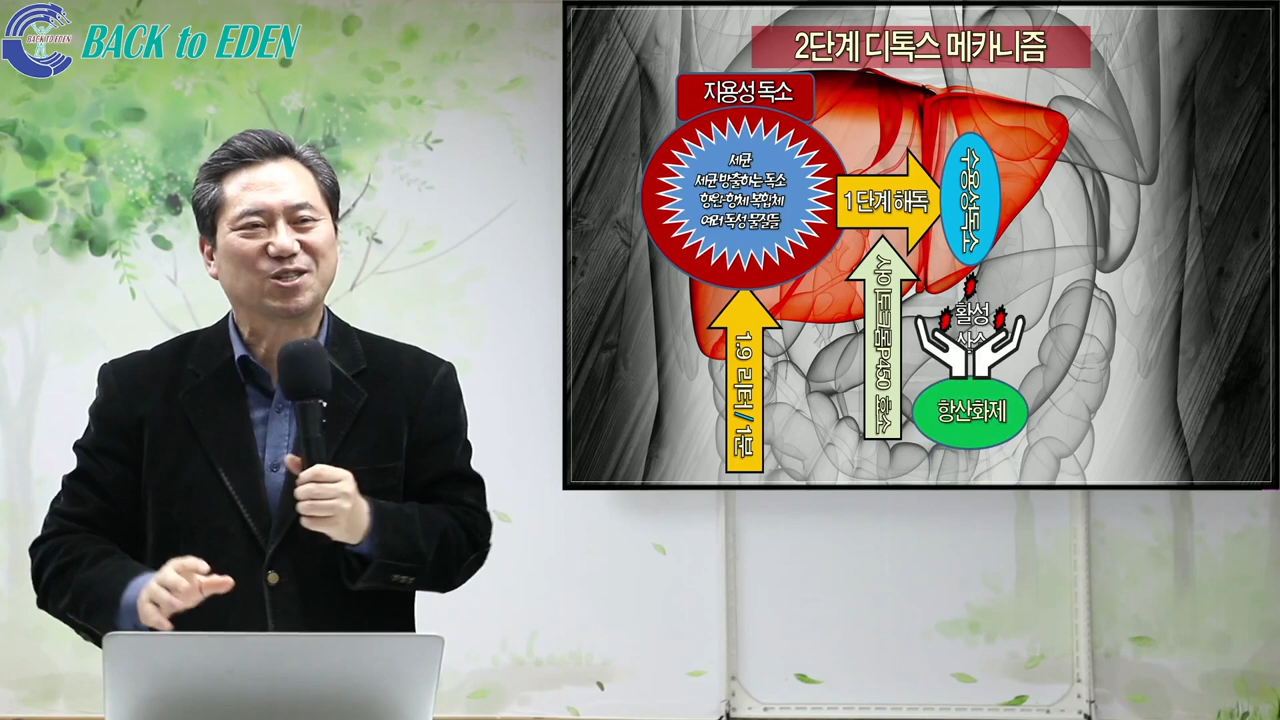 BACK TO EDEN
BACK to EDEN
2단계 디톡스 메카니즘
지용성 독소
세균
세균 방출하는 독소
항원-항체 복합체
여러 독성 물질들
1단계 해독
수용성독소
사이토크롬P450 효소
1.9 리터/1분
활성
산소
항산화제